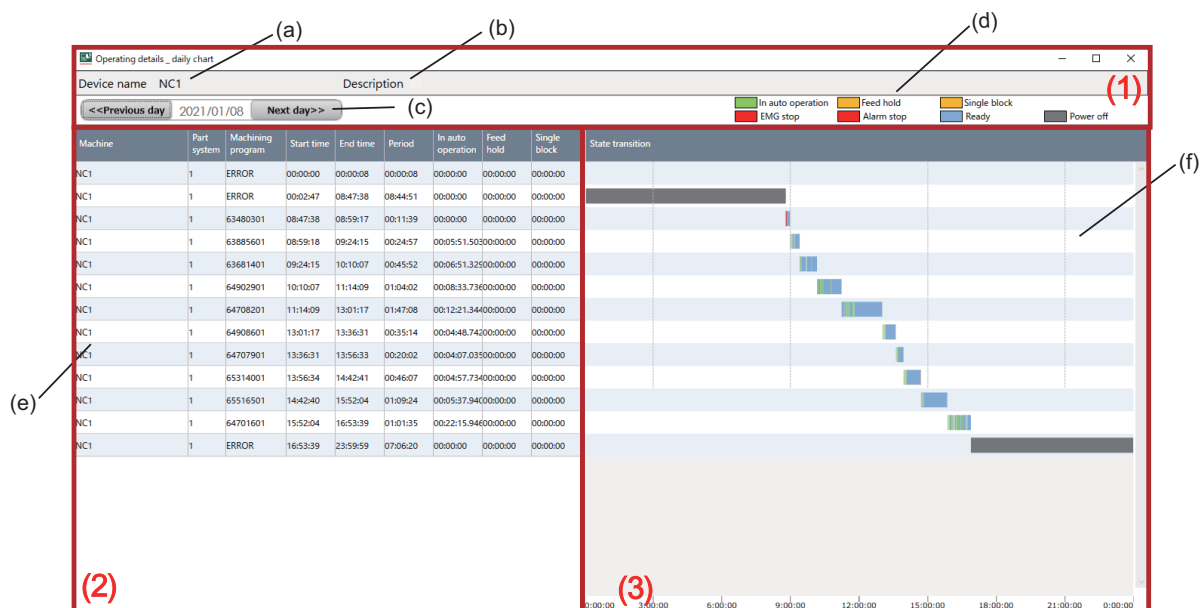 (a)
(b)
(d)
Operating details _ daily chart
Device name NC1 Description
(1)
<<Previous day 2021/01/08 Next day>>
(c)
In auto operation Feed hold Single block
EMG stop Alarm stop Ready Power off
Machine Part system Machining program Start time End time Period In auto operation Feed hold Single block State transition
NC1 1 ERROR 00:00:00 00:00:08 00:00:08 00:00:00 00:00:00 00:00:00
(f)
NC1 1 ERROR 00:02:47 08:47:38 08:44:51 00:00:00 00:00:00 00:00:00
NC1 1 63480301 08:47:38 08:59:17 00:11:39 00:00:00 00:00:00 00:00:00
NC1 1 63885601 08:59:18 09:24:15 00:24:57 00:05:51.503 00:00:00 00:00:00
NC1 1 63681401 09:24:15 10:10:07 00:45:52 00:06:51.329 00:00:00 00:00:00
NC1 1 64902901 10:10:07 11:14:09 01:04:02 00:08:33.736 00:00:00 00:00:00
NC1 1 64708201 11:14:09 13:01:17 01:47:08 00:12:21.344 00:00:00 00:00:00
NC1 1 64908601 13:01:17 13:36:31 00:35:14 00:04:48.742 00:00:00 00:00:00
NC1 1 64707901 13:36:31 13:56:33 00:20:02 00:04:07.035 00:00:00 00:00:00
NC1 1 65314001 13:56:34 14:42:41 00:46:07 00:04:57.734 00:00:00 00:00:00
(e)
NC1 1 65516501 14:42:40 15:52:04 01:09:24 00:05:37.940 00:00:00 00:00:00
NC1 1 64701601 15:52:04 16:53:39 01:01:35 00:22:15.946 00:00:00 00:00:00
NC1 1 ERROR 16:53:39 23:59:59 07:06:20 00:00:00 00:00:00 00:00:00
(2)
(3)
0:00:00 3:00:00 6:00:00 9:00:00 12:00:00 15:00:00 18:00:00 21:00:00 0:00:00